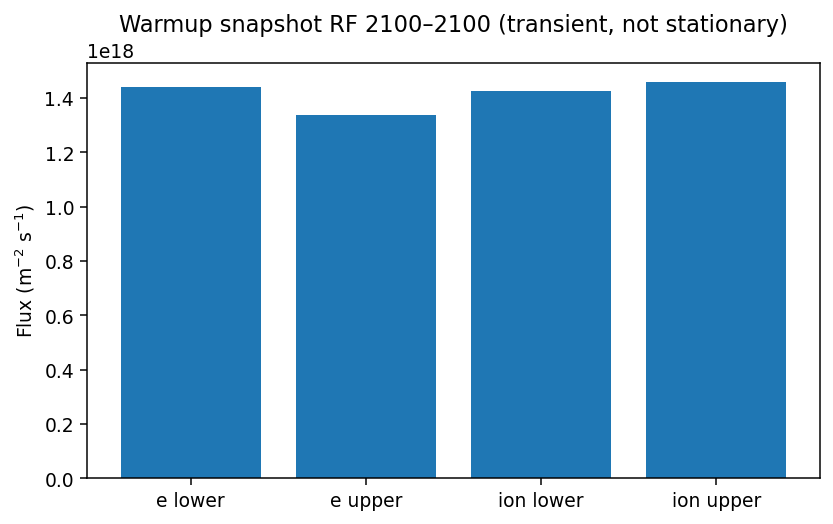 Warmup snapshot RF 2100–2100 (transient, not stationary)
1e18
1.4
1.2
1.0
0.8
0.6
0.4
0.2
0.0
Flux (m⁻² s⁻¹)
e lower
e upper
ion lower
ion upper